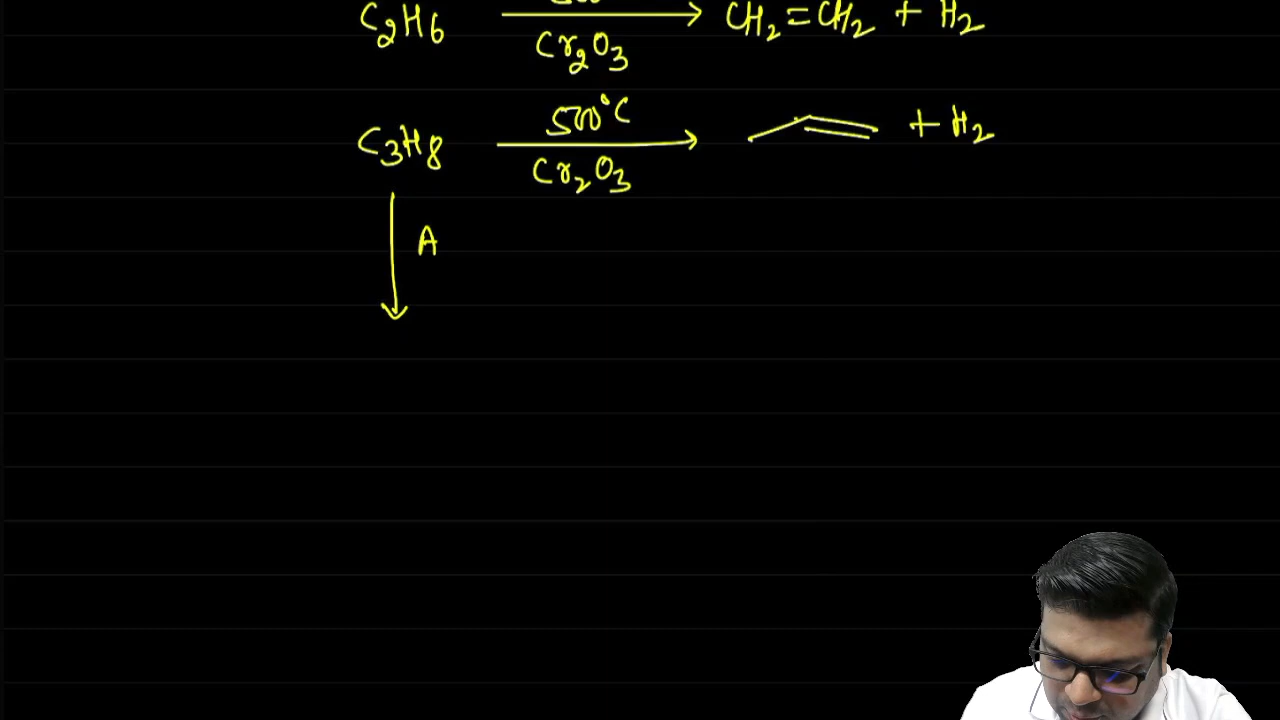 C₂H₆ → CH₂=CH₂ + H₂
Cr₂O₃
500°C
C₃H₈ → + H₂
Cr₂O₃
A